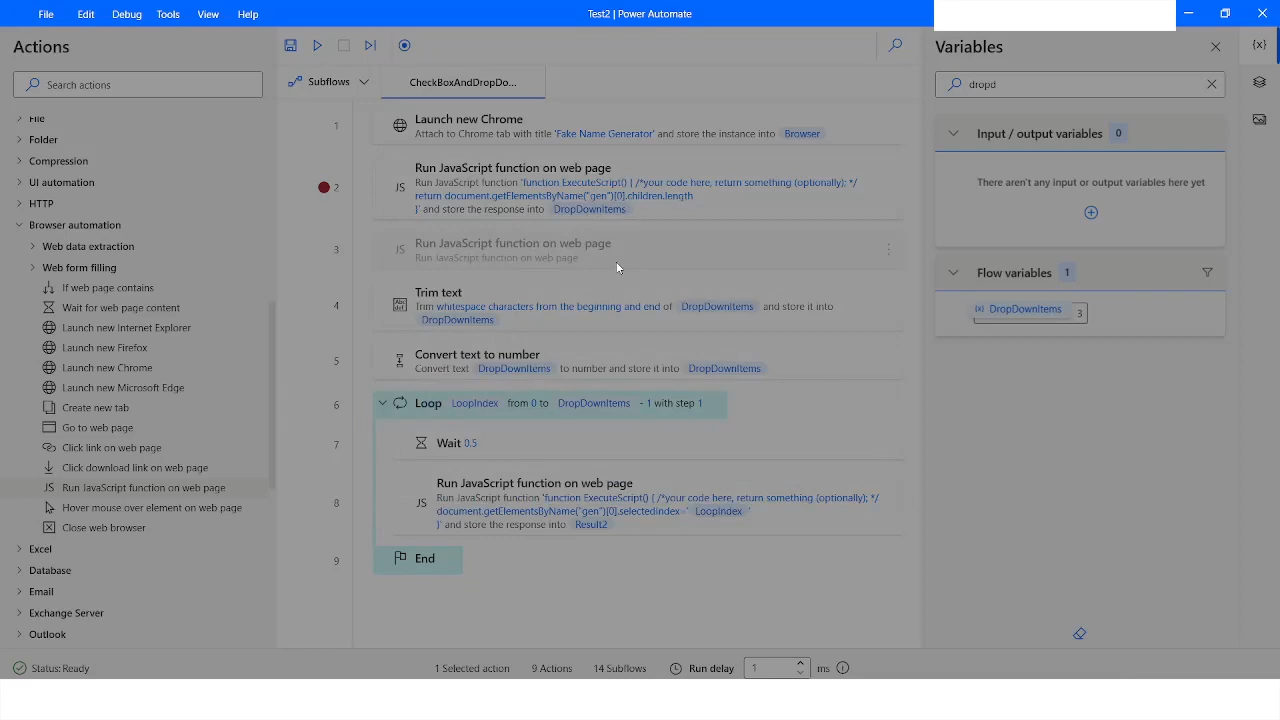 File Edit Debug Tools View Help
Test2 | Power Automate
Actions
Search actions
File
Folder
Compression
UI automation
HTTP
Browser automation
Web data extraction
Web form filling
If web page contains
Wait for web page content
Launch new Internet Explorer
Launch new Firefox
Launch new Chrome
Launch new Microsoft Edge
Create new tab
Go to web page
Click link on web page
Click download link on web page
JS Run JavaScript function on web page
Hover mouse over element on web page
Close web browser
Excel
Database
Email
Exchange Server
Outlook
Subflows
CheckBoxAndDropDo...
1
Launch new Chrome
Attach to Chrome tab with title 'Fake Name Generator' and store the instance into Browser
2
JS
Run JavaScript function on web page
Run JavaScript function 'function ExecuteScript() { /*your code here, return something (optionally); */
return document.getElementsByName("gen")[0].children.length
}' and store the response into DropDownItems
3
JS
Run JavaScript function on web page
Run JavaScript function on web page
4
Abc
Trim text
Trim whitespace characters from the beginning and end of DropDownItems and store it into
DropDownItems
5
Convert text to number
Convert text DropDownItems to number and store it into DropDownItems
6
Loop LoopIndex from 0 to DropDownItems - 1 with step 1
7
Wait 0.5
8
JS
Run JavaScript function on web page
Run JavaScript function 'function ExecuteScript() { /*your code here, return something (optionally); */
document.getElementsByName("gen")[0].selectedIndex=' LoopIndex '
}' and store the response into Result2
9
End
Variables
{x}
dropd
Input / output variables 0
There aren't any input or output variables here yet
Flow variables 1
(x) DropDownItems 3
Status: Ready
1 Selected action
9 Actions
14 Subflows
Run delay
1
ms